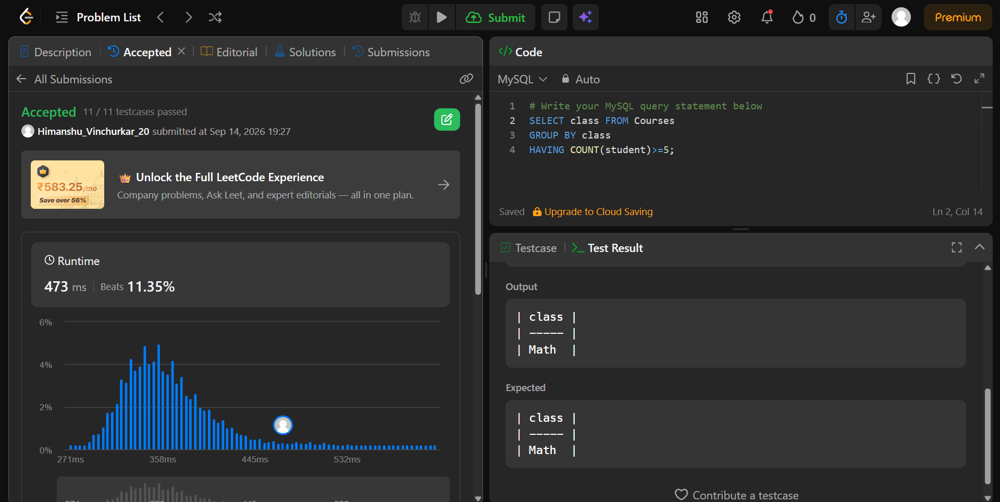 Problem List
Submit
0
Premium
Description
Accepted
Editorial
Solutions
Submissions
All Submissions
Accepted 11 / 11 testcases passed
Himanshu_Vinchurkar_20 submitted at Sep 14, 2026 19:27
₹583.25/mo
Save over 56%
Unlock the Full LeetCode Experience
Company problems, Ask Leet, and expert editorials — all in one plan.
Runtime
473 ms Beats 11.35%
6%
4%
2%
0%
271ms 358ms 445ms 532ms
Code
MySQL Auto
1 # Write your MySQL query statement below
2 SELECT class FROM Courses
3 GROUP BY class
4 HAVING COUNT(student)>=5;
Saved Upgrade to Cloud Saving Ln 2, Col 14
Testcase
Test Result
Output
| class |
| ----- |
| Math |
Expected
| class |
| ----- |
| Math |
Contribute a testcase